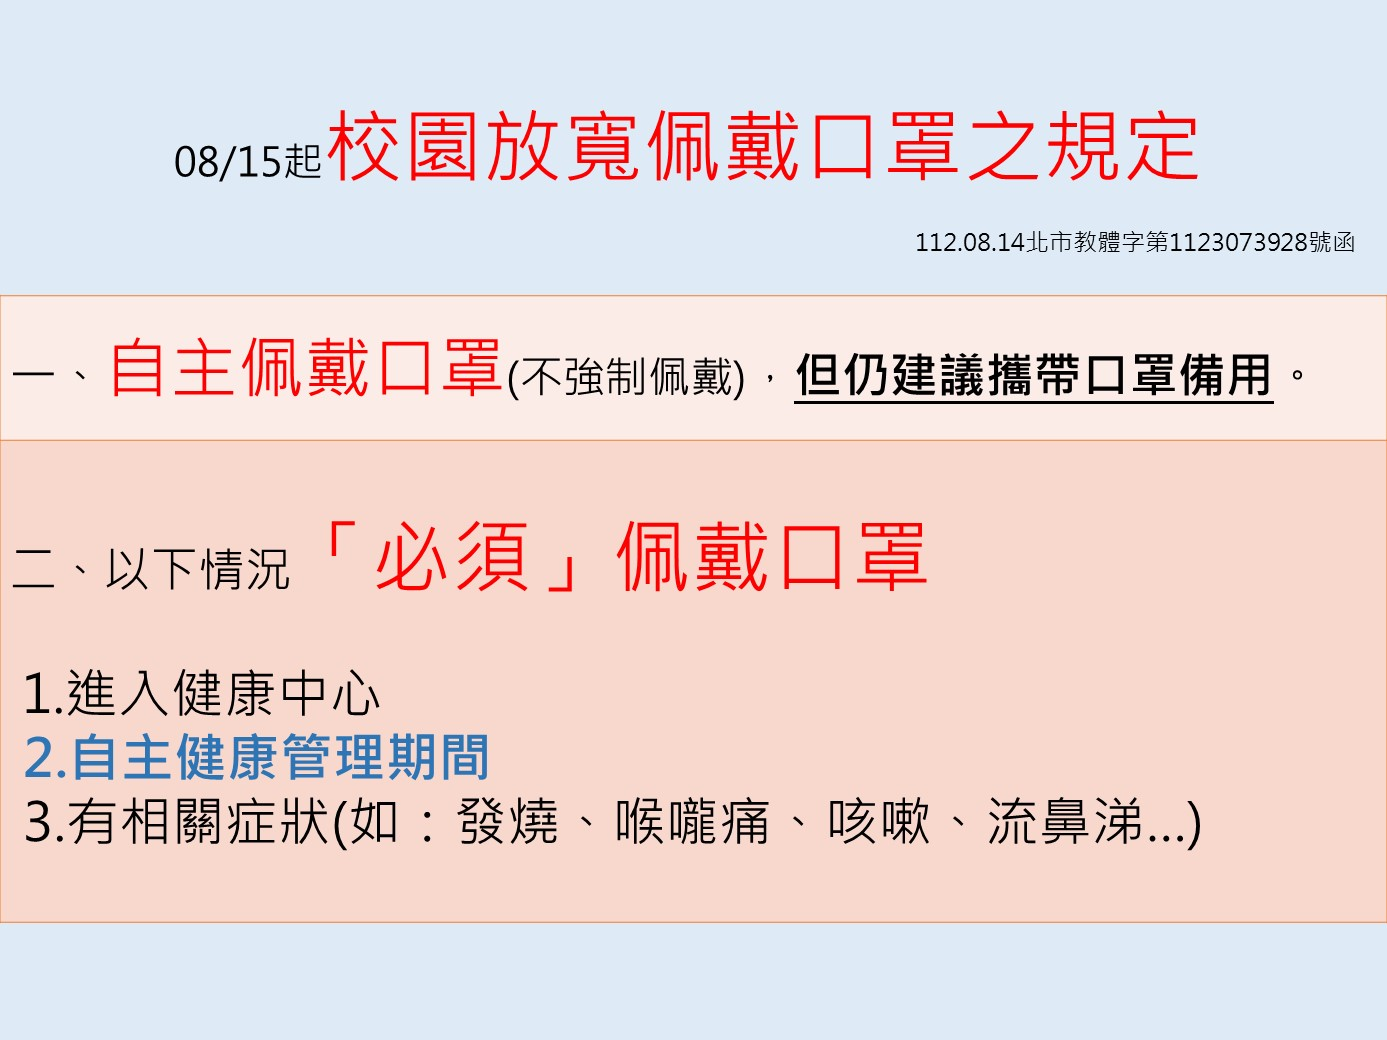 08/15起校園放寬佩戴口罩之規定
112.08.14北市教體字第1123073928號函
一、自主佩戴口罩(不強制佩戴)，但仍建議攜帶口罩備用。
二、以下情況「必須」佩戴口罩
1.進入健康中心
2.自主健康管理期間
3.有相關症狀(如：發燒、喉嚨痛、咳嗽、流鼻涕…)